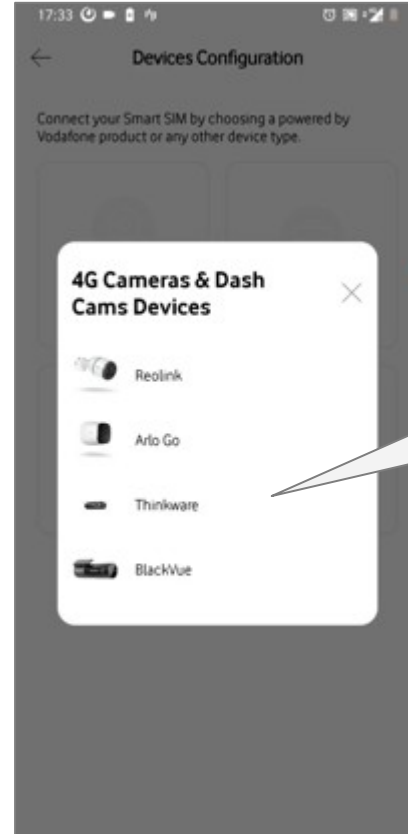 17:33
Devices Configuration
Connect your Smart SIM by choosing a powered by
Vodafone product or any other device type.
4G Cameras & Dash
Cams Devices
Reolink
Arlo Go
Thinkware
BlackVue